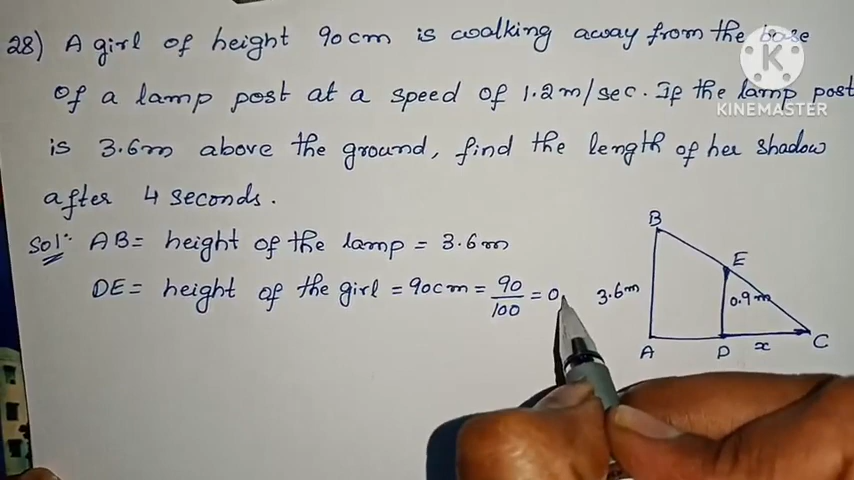 28) A girl of height 90cm is walking away from the base
of a lamp post at a speed of 1.2m/sec. If the lamp post
is 3.6m above the ground, find the length of her shadow
after 4 seconds.
Sol:- AB = height of the lamp = 3.6m
DE = height of the girl = 90cm = 90/100 = 0.
B
E
3.6m
0.9m
A
D
x
C
K
KINEMASTER